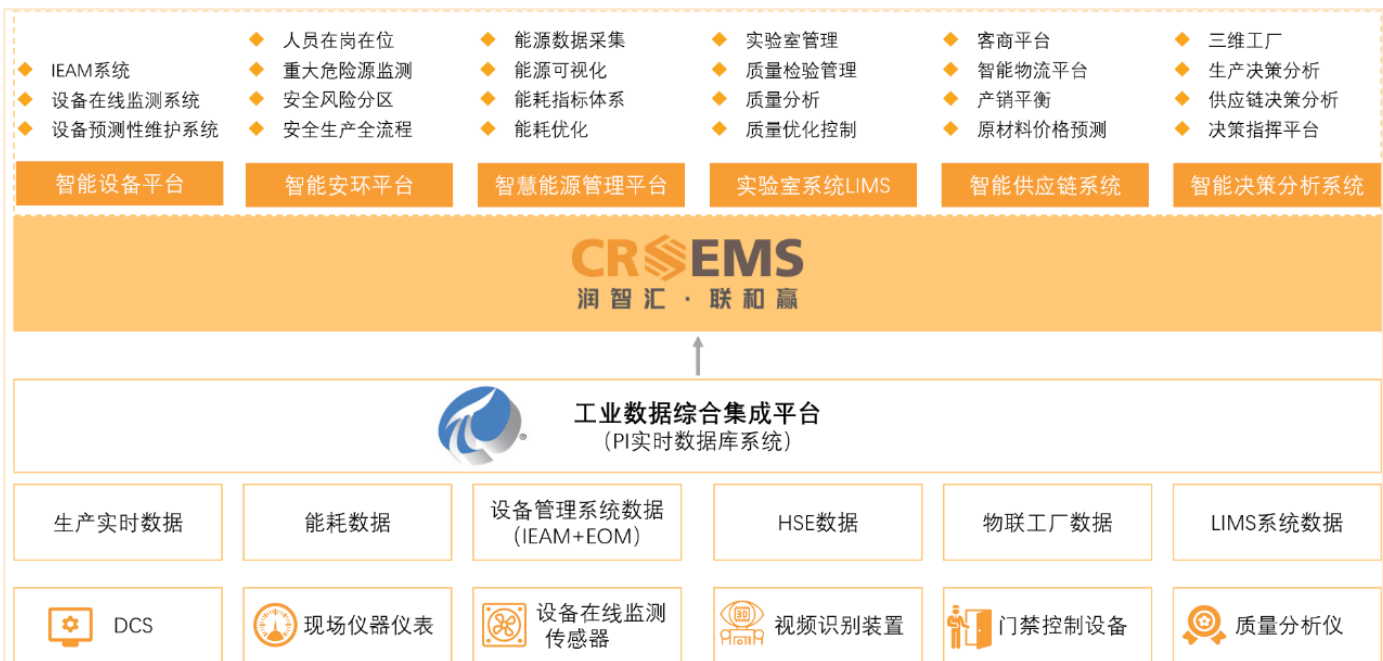 IEAM系统
设备在线监测系统
设备预测性维护系统
智能设备平台
人员在岗在位
重大危险源监测
安全风险分区
安全生产全流程
智能安环平台
能源数据采集
能源可视化
能耗指标体系
能耗优化
智慧能源管理平台
实验室管理
质量检验管理
质量分析
质量优化控制
实验室系统LIMS
客商平台
智能物流平台
产销平衡
原材料价格预测
智能供应链系统
三维工厂
生产决策分析
供应链决策分析
决策指挥平台
智能决策分析系统
CR EMS
润智汇·联和赢
工业数据综合集成平台
（PI实时数据库系统）
生产实时数据
能耗数据
设备管理系统数据
（IEAM+EOM）
HSE数据
物联工厂数据
LIMS系统数据
DCS
现场仪器仪表
设备在线监测
传感器
视频识别装置
门禁控制设备
质量分析仪